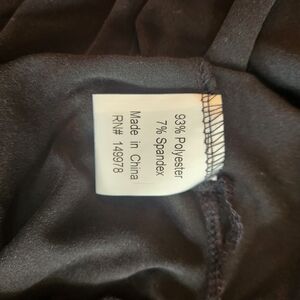 93% Polyester
7% Spandex
Made in China
RN# 149978